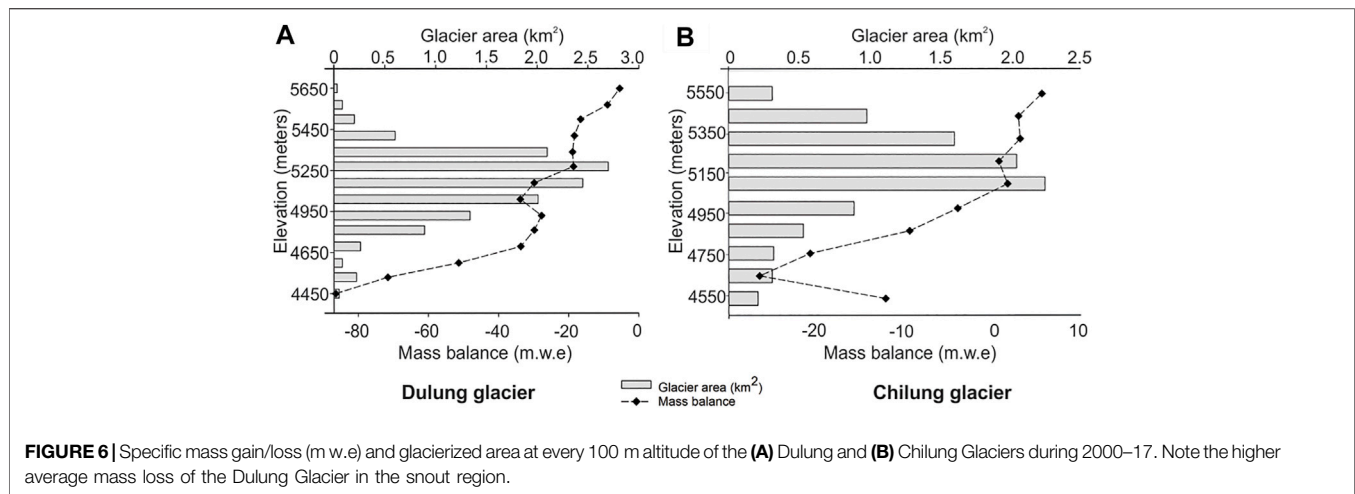 A
Glacier area (km²)
0 0.5 1.0 1.5 2.0 2.5 3.0
Elevation (meters)
5650
5450
5250
4950
4650
4450
-80 -60 -40 -20 0
Mass balance (m.w.e)
Dulung glacier
B
Glacier area (km²)
0 0.5 1.0 1.5 2.0 2.5
Elevation (meters)
5550
5350
5150
4950
4750
4550
-20 -10 0 10
Mass balance (m.w.e)
Chilung glacier
Glacier area (km²)
Mass balance
FIGURE 6 | Specific mass gain/loss (m w.e) and glacierized area at every 100 m altitude of the (A) Dulung and (B) Chilung Glaciers during 2000–17. Note the higher
average mass loss of the Dulung Glacier in the snout region.